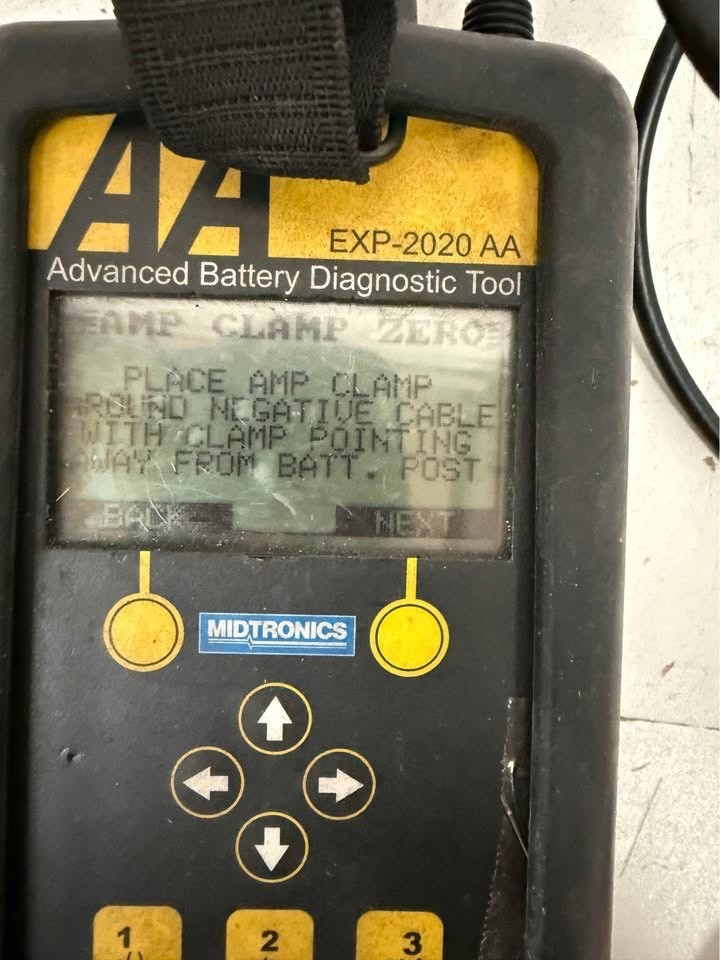 AA
EXP-2020 AA
Advanced Battery Diagnostic Tool
AMP CLAMP ZERO
PLACE AMP CLAMP
AROUND NEGATIVE CABLE
WITH CLAMP POINTING
AWAY FROM BATT. POST
BACK NEXT
MIDTRONICS
1 2 3